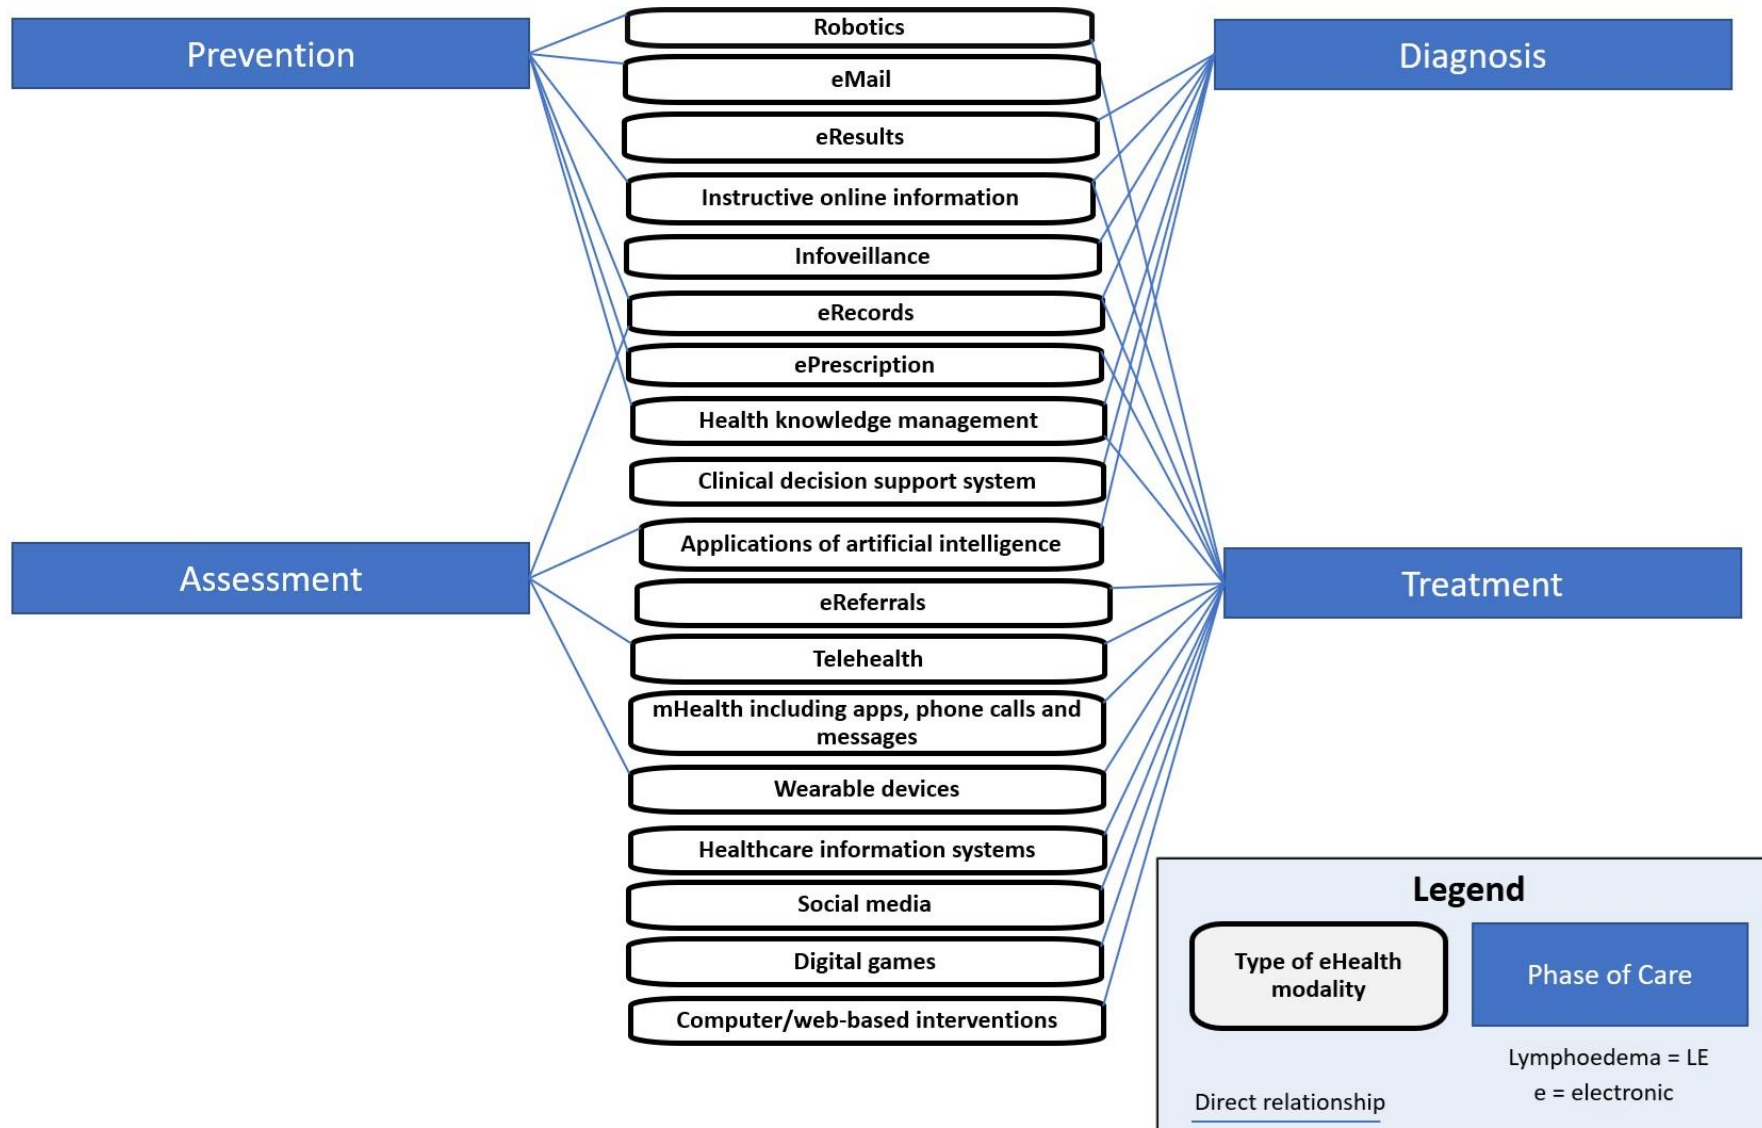 Prevention
Robotics
eMail
eResults
Instructive online information
Infoveillance
eRecords
ePrescription
Health knowledge management
Clinical decision support system
Applications of artificial intelligence
eReferrals
Telehealth
mHealth including apps, phone calls and
messages
Wearable devices
Healthcare information systems
Social media
Digital games
Computer/web-based interventions
Assessment
Diagnosis
Treatment
Legend
Type of eHealth
modality
Phase of Care
Lymphoedema = LE
e = electronic
Direct relationship